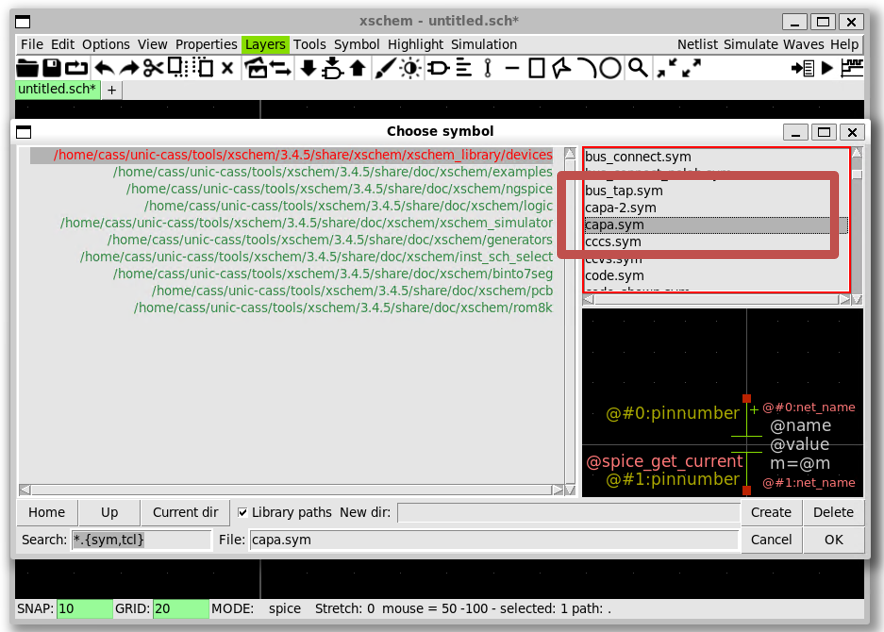 xschem - untitled.sch*
File Edit Options View Properties Layers Tools Symbol Highlight Simulation Netlist Simulate Waves Help
untitled.sch* +
Choose symbol
/home/cass/unic-cass/tools/xschem/3.4.5/share/xschem/xschem_library/devices
/home/cass/unic-cass/tools/xschem/3.4.5/share/doc/xschem/examples
/home/cass/unic-cass/tools/xschem/3.4.5/share/doc/xschem/ngspice
/home/cass/unic-cass/tools/xschem/3.4.5/share/doc/xschem/logic
/home/cass/unic-cass/tools/xschem/3.4.5/share/doc/xschem/xschem_simulator
/home/cass/unic-cass/tools/xschem/3.4.5/share/doc/xschem/generators
/home/cass/unic-cass/tools/xschem/3.4.5/share/doc/xschem/inst_sch_select
/home/cass/unic-cass/tools/xschem/3.4.5/share/doc/xschem/binto7seg
/home/cass/unic-cass/tools/xschem/3.4.5/share/doc/xschem/pcb
/home/cass/unic-cass/tools/xschem/3.4.5/share/doc/xschem/rom8k
bus_connect.sym
bus_tap.sym
capa-2.sym
capa.sym
cccs.sym
ccvs.sym
code.sym
@#0:pinnumber + @#0:net_name
@name
@value
@spice_get_current m=@m
@#1:pinnumber @#1:net_name
Home Up Current dir Library paths New dir: Create Delete
Search: *.{sym,tcl} File: capa.sym Cancel OK
SNAP: 10 GRID: 20 MODE: spice Stretch: 0 mouse = 50 -100 - selected: 1 path: .